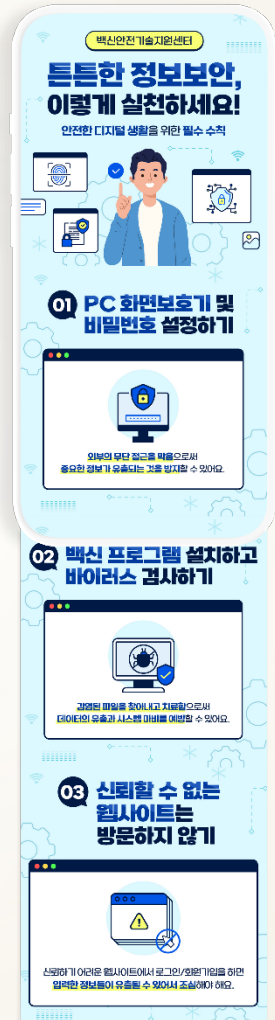 백신안전기술지원센터
튼튼한 정보보안,
이렇게 실천하세요!
안전한 디지털 생활을 위한 필수 수칙
01 PC 화면보호기 및
비밀번호 설정하기
외부의 무단 접근을 막음으로써
중요한 정보가 유출되는 것을 방지할 수 있어요.
02 백신 프로그램 설치하고
바이러스 검사하기
감염된 파일을 찾아내고 치료함으로써
데이터의 유출과 시스템 마비를 예방할 수 있어요.
03 신뢰할 수 없는
웹사이트는
방문하지 않기
신뢰하기 어려운 웹사이트에서 로그인/회원가입을 하면
입력한 정보들이 유출될 수 있어서 조심해야 해요.